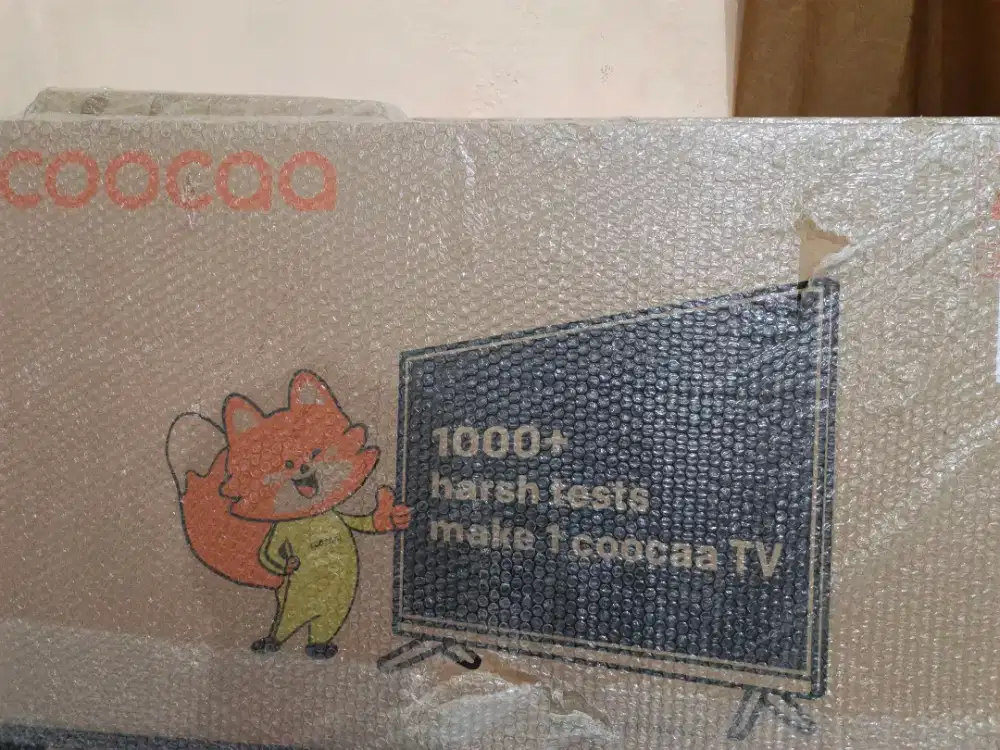 coocaa
1000+
harsh tests
make 1 coocaa TV